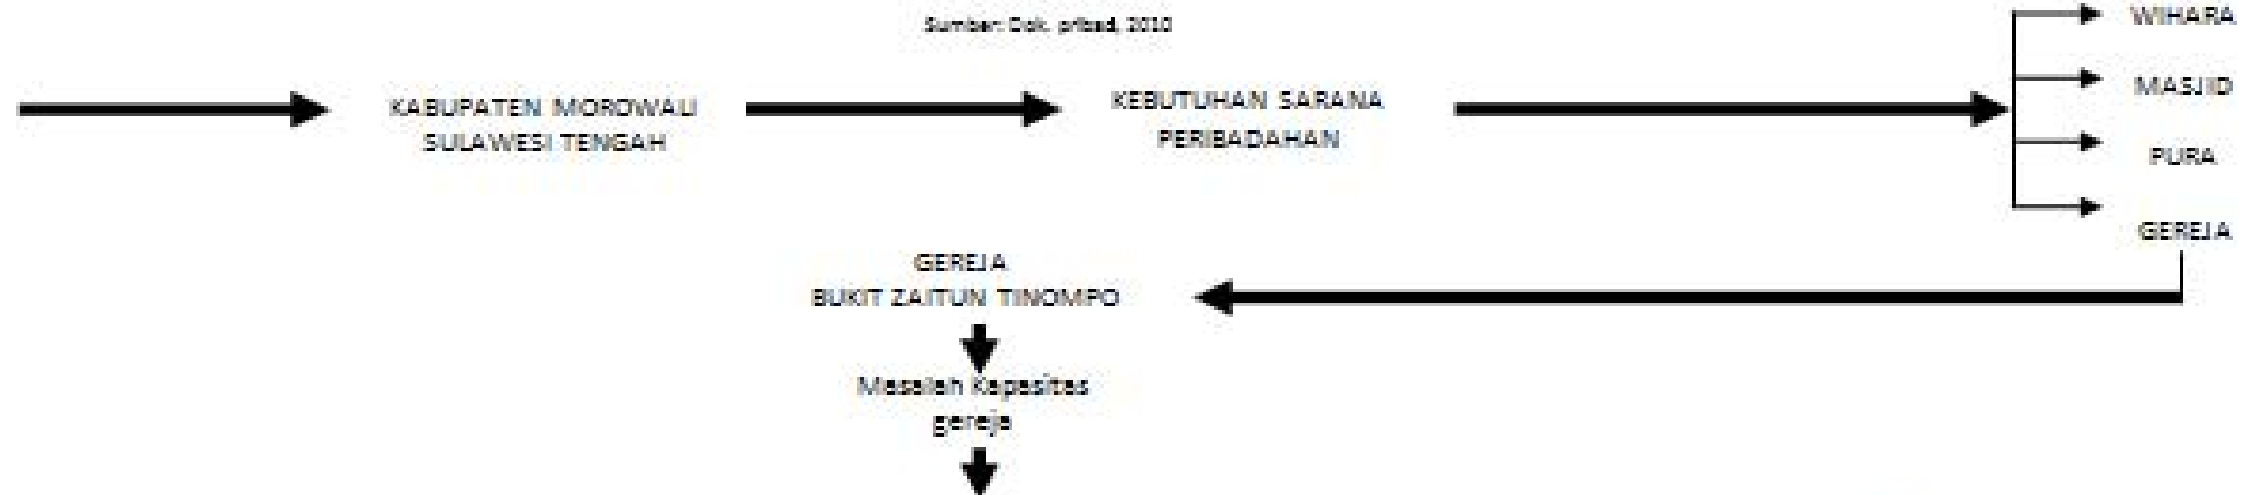 Sumber: Dok. pribadi, 2010
KABUPATEN MOROWALI
SULAWESI TENGAH
KEBUTUHAN SARANA
PERIBADAHAN
WIHARA
MASJID
PURA
GEREJA
GEREJA
BUKIT ZAITUN TINOMPO
Masalah Kapasitas
gereja